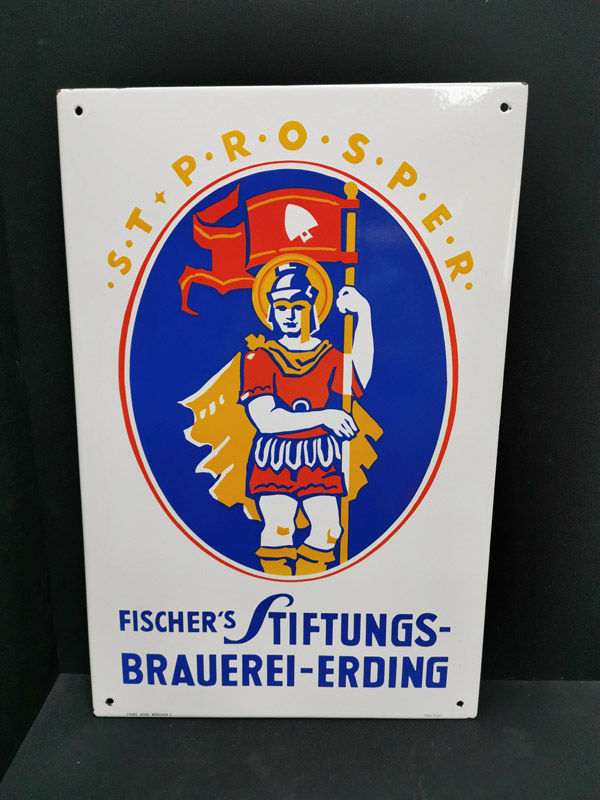 ·S·T·P·R·O·S·P·E·R·
FISCHER'S STIFTUNGS-
BRAUEREI-ERDING